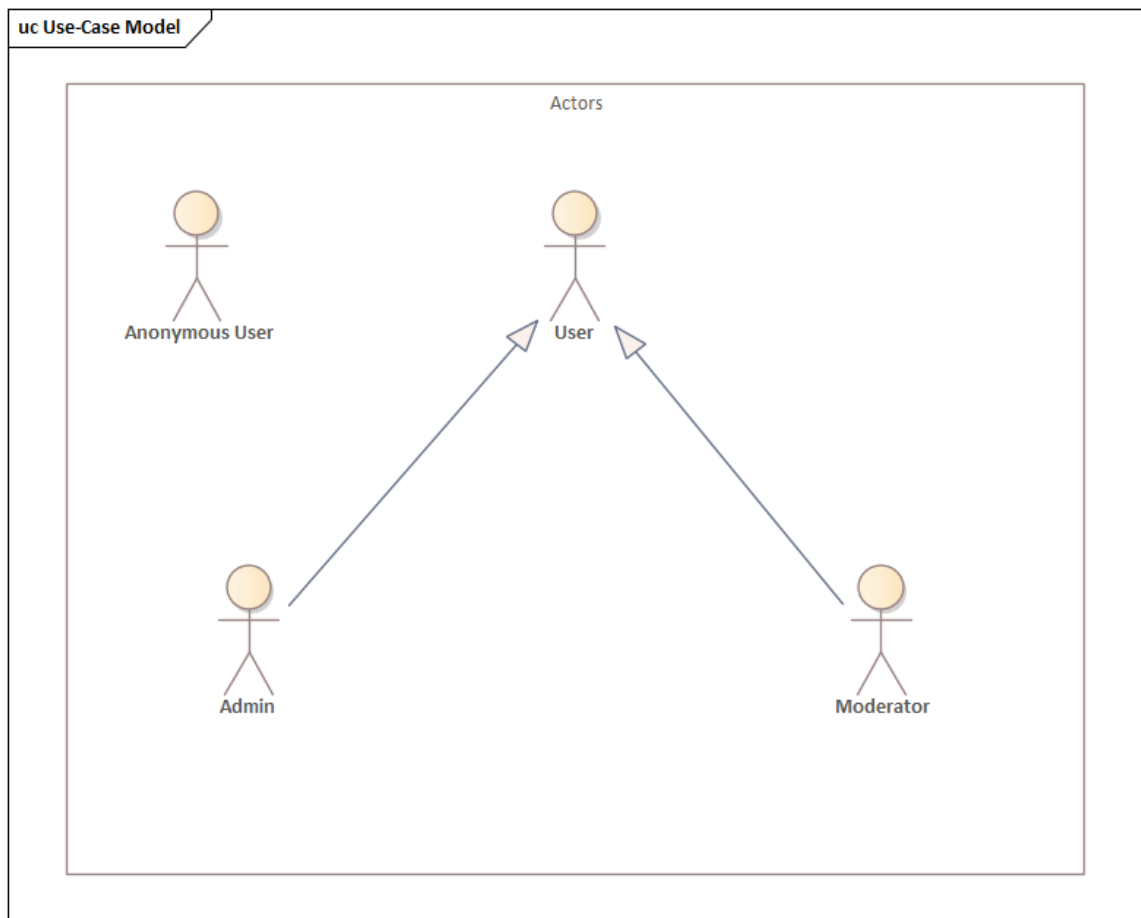 uc Use-Case Model
Actors
Anonymous User
User
Admin
Moderator